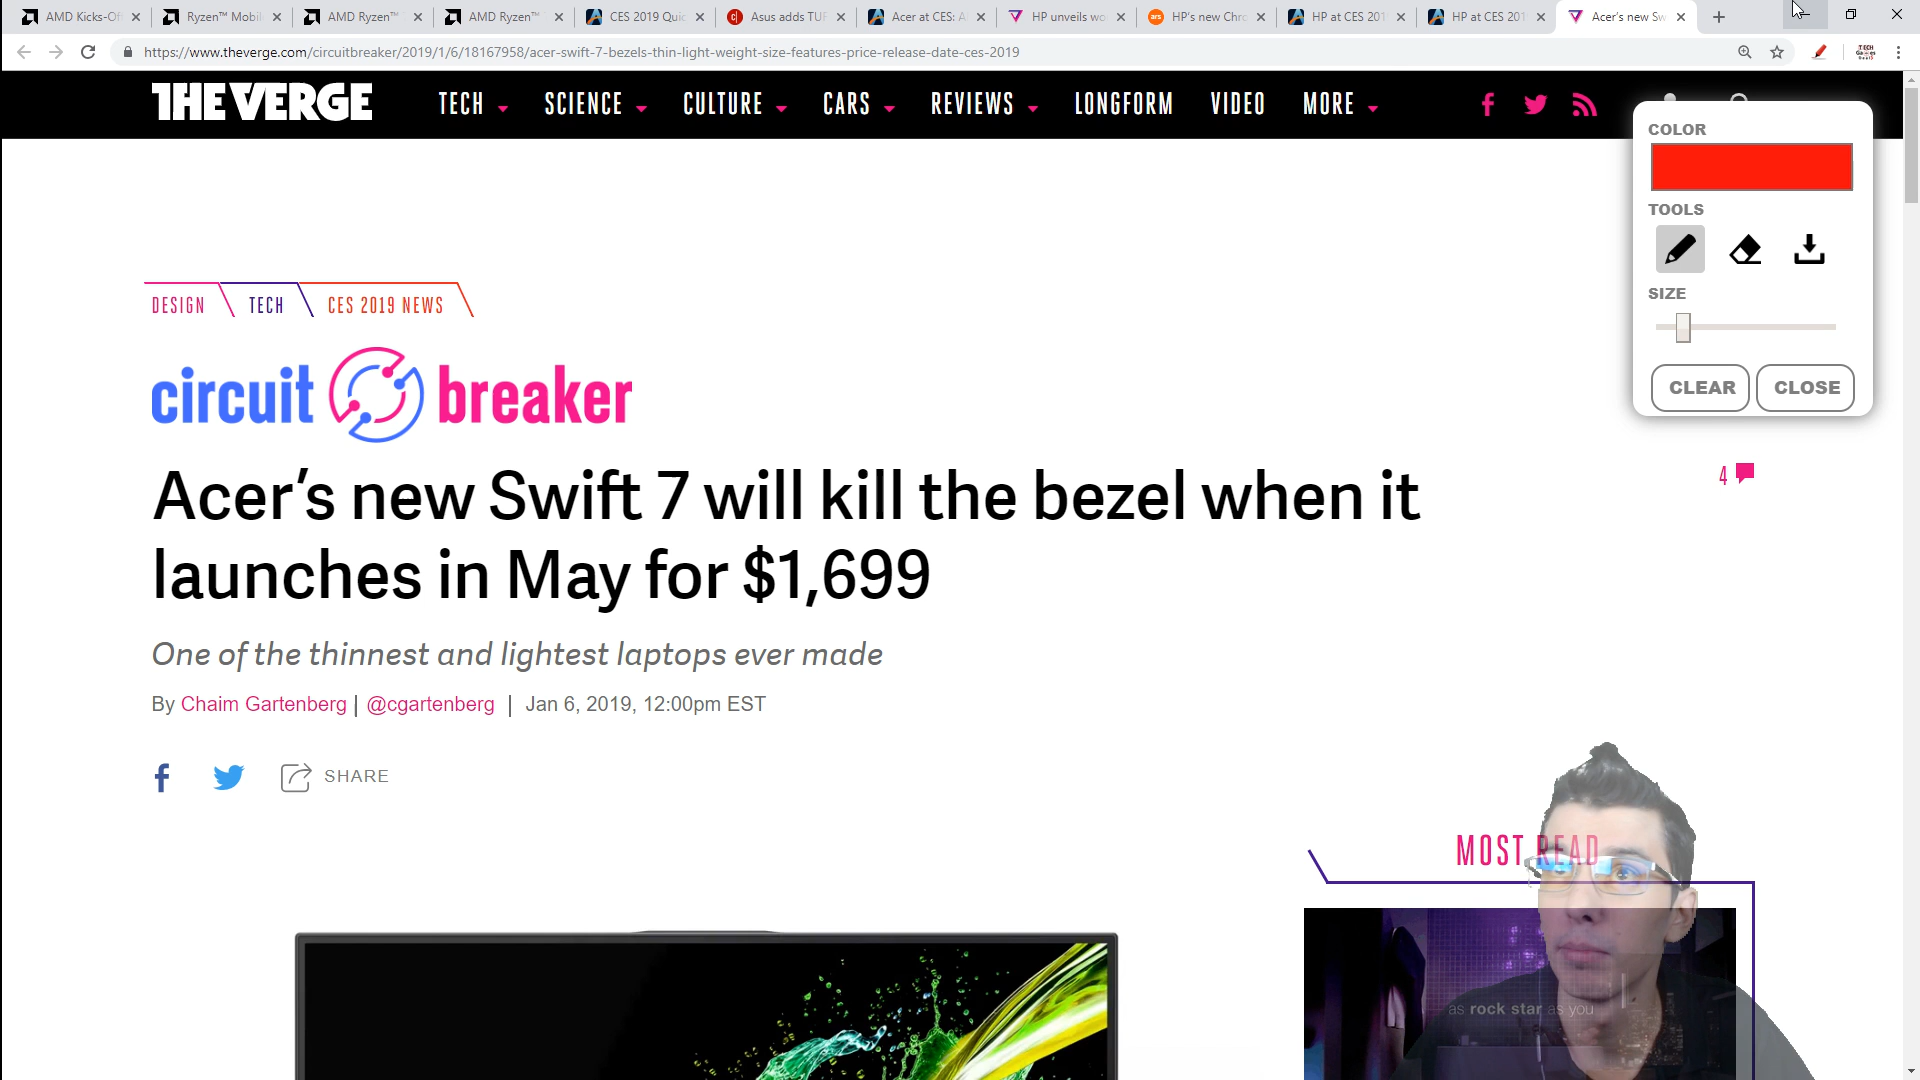 AMD Kicks-Of
Ryzen™ Mobil
AMD Ryzen™
AMD Ryzen™
CES 2019 Quic
Asus adds TUF
Acer at CES: A
HP unveils wo
HP's new Chro
HP at CES 201
HP at CES 201
Acer's new Sw
https://www.theverge.com/circuitbreaker/2019/1/6/18167958/acer-swift-7-bezels-thin-light-weight-size-features-price-release-date-ces-2019
THE VERGE
TECH
SCIENCE
CULTURE
CARS
REVIEWS
LONGFORM
VIDEO
MORE
COLOR
TOOLS
SIZE
CLEAR
CLOSE
DESIGN
TECH
CES 2019 NEWS
circuit breaker
Acer's new Swift 7 will kill the bezel when it
launches in May for $1,699
4
One of the thinnest and lightest laptops ever made
By Chaim Gartenberg | @cgartenberg | Jan 6, 2019, 12:00pm EST
SHARE
MOST READ
as rock star as you